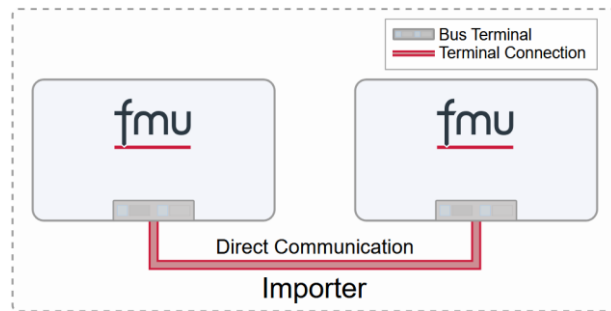 Bus Terminal
Terminal Connection
fmu
fmu
Direct Communication
Importer